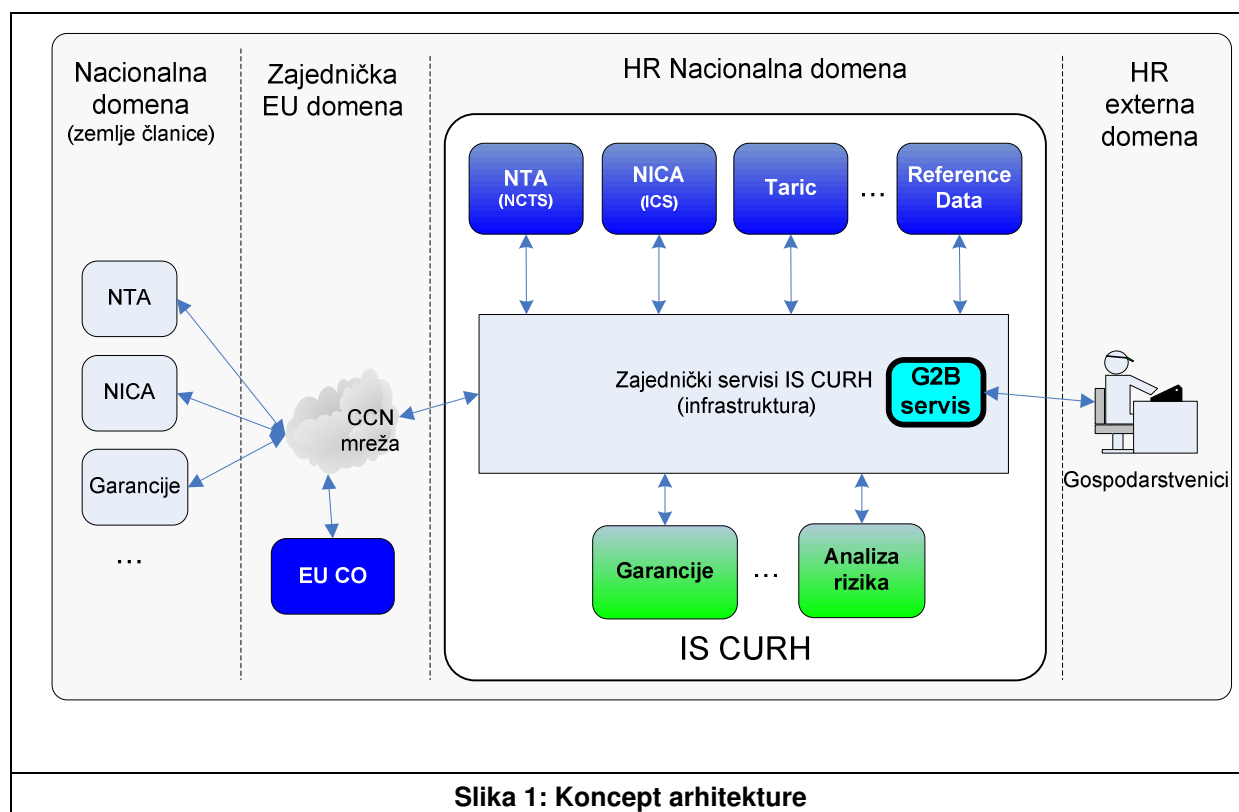 Nacionalna
domena
(zemlje članice)
Zajednička
EU domena
HR Nacionalna domena
HR
externa
domena
NTA
(NCTS)
NICA
(ICS)
Taric
...
Reference
Data
NTA
NICA
Garancije
...
CCN
mreža
EU CO
Zajednički servisi IS CURH
(infrastruktura)
G2B
servis
Gospodarstvenici
Garancije
...
Analiza
rizika
IS CURH
Slika 1: Koncept arhitekture